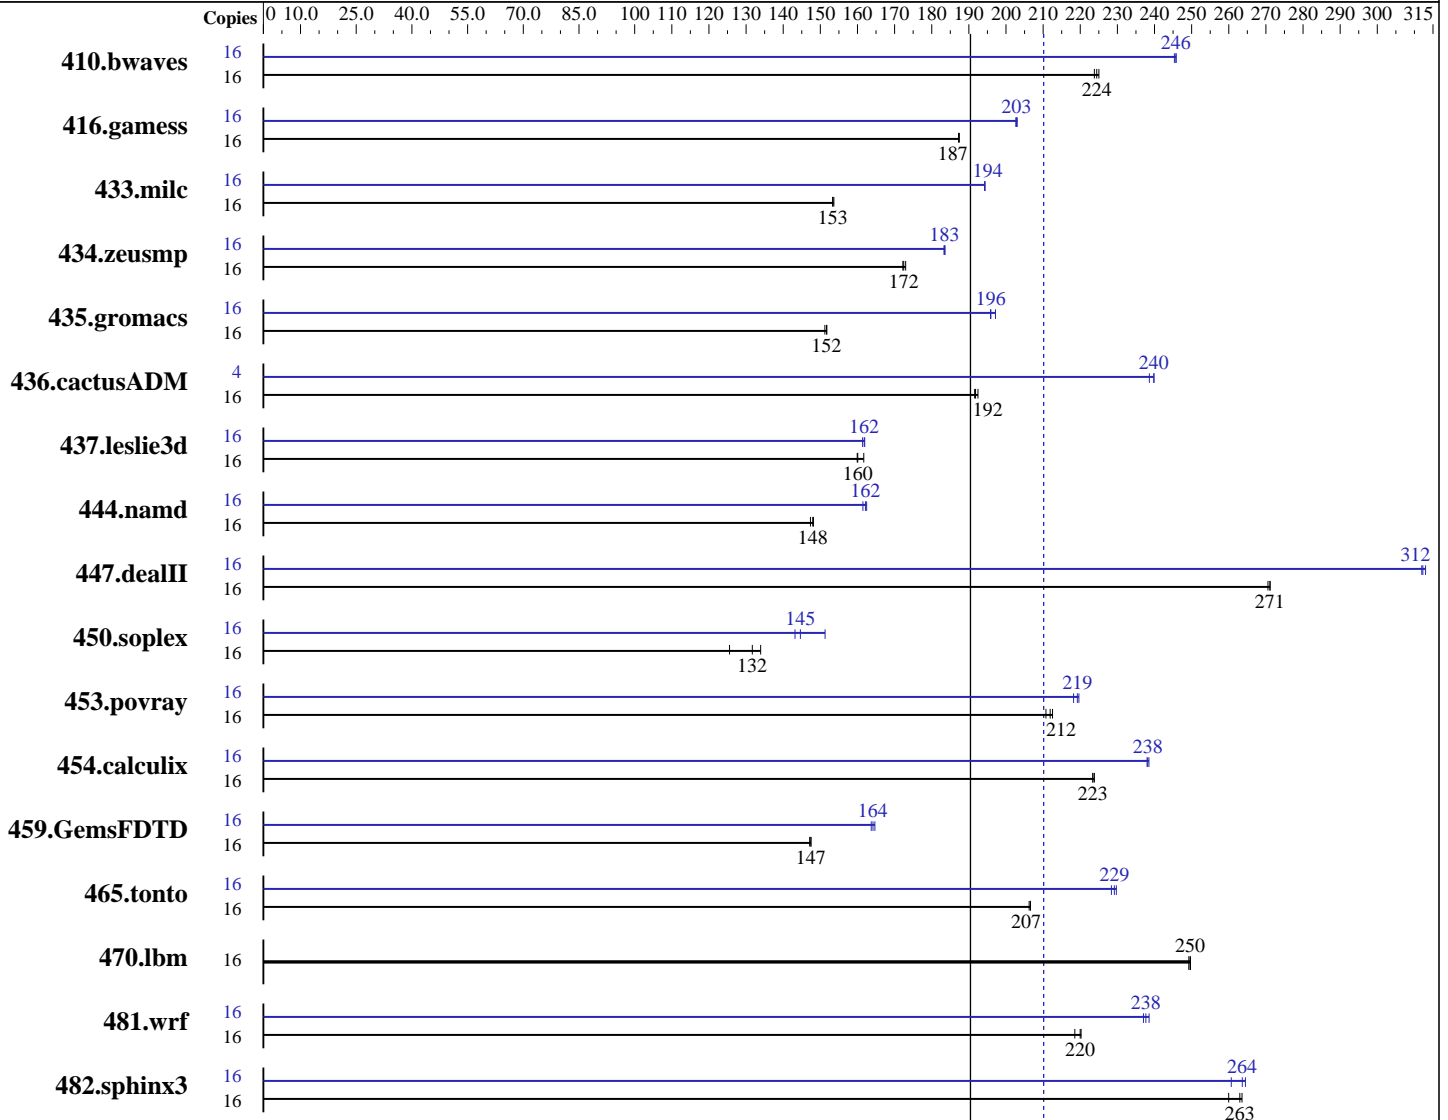 Copies 0 10.0 25.0 40.0 55.0 70.0 85.0 100 110 120 130 140 150 160 170 180 190 200 210 220 230 240 250 260 270 280 290 300 315
410.bwaves 16 246
16 224
416.gamess 16 203
16 187
433.milc 16 194
16 153
434.zeusmp 16 183
16 172
435.gromacs 16 196
16 152
436.cactusADM 4 240
16 192
437.leslie3d 16 162
16 160
444.namd 16 162
16 148
447.dealII 16 312
16 271
450.soplex 16 145
16 132
453.povray 16 219
16 212
454.calculix 16 238
16 223
459.GemsFDTD 16 164
16 147
465.tonto 16 229
16 207
470.lbm 16 250
481.wrf 16 238
16 220
482.sphinx3 16 264
16 263